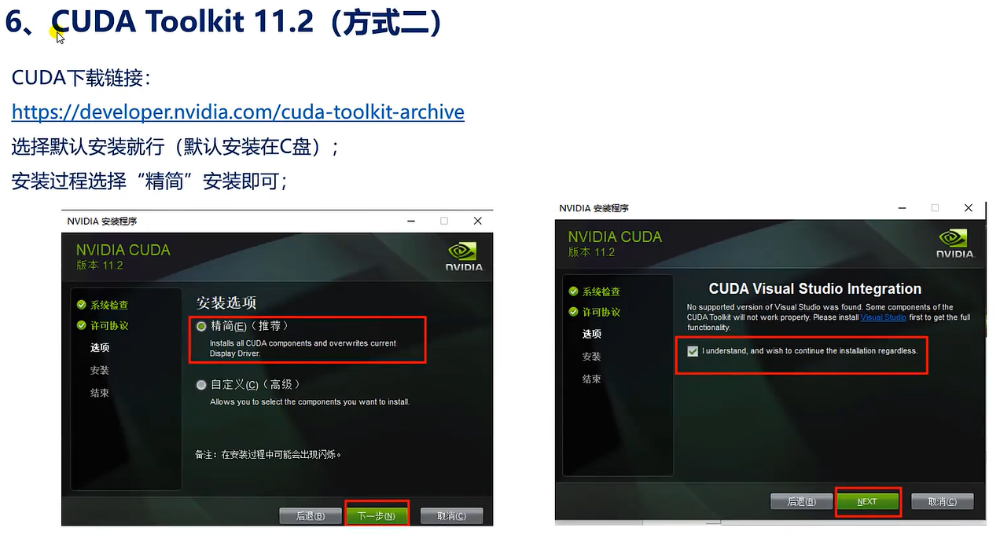 6、CUDA Toolkit 11.2（方式二）
CUDA下载链接：
https://developer.nvidia.com/cuda-toolkit-archive
选择默认安装就行（默认安装在C盘）；
安装过程选择“精简”安装即可；
NVIDIA 安装程序
NVIDIA CUDA
版本 11.2
NVIDIA.
系统检查
许可协议
选项
安装
结束
安装选项
精简(E)（推荐）
Installs all CUDA components and overwrites current
Display Driver.
自定义(C)（高级）
Allows you to select the components you want to install.
备注：在安装过程中可能会出现闪烁。
后退(B)
下一步(N)
取消(C)
NVIDIA 安装程序
NVIDIA CUDA
版本 11.2
NVIDIA.
系统检查
许可协议
选项
安装
结束
CUDA Visual Studio Integration
No supported version of Visual Studio was found. Some components of the
CUDA Toolkit will not work properly. Please install Visual Studio first to get the full
functionality.
I understand, and wish to continue the installation regardless.
后退(B)
NEXT
取消(C)